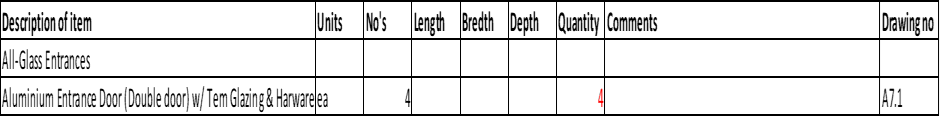 Description of item Units No's Length Bredth Depth Quantity Comments Drawing no
All-Glass Entrances
Aluminium Entrance Door (Double door) w/ Tem Glazing & Harware ea 4 4 A7.1